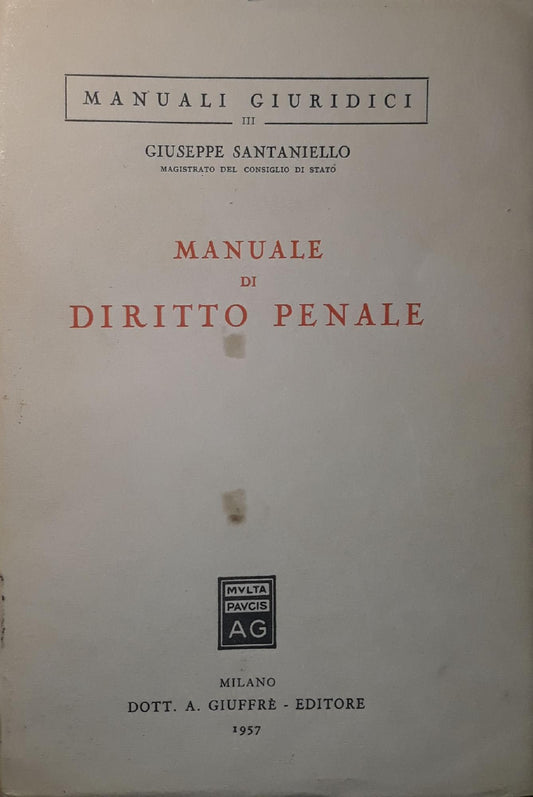 MANUALI GIURIDICI
III
GIUSEPPE SANTANIELLO
MAGISTRATO DEL CONSIGLIO DI STATO
MANUALE
DI
DIRITTO PENALE
MVLTA
PAVCIS
AG
MILANO
DOTT. A. GIUFFRÈ - EDITORE
1957